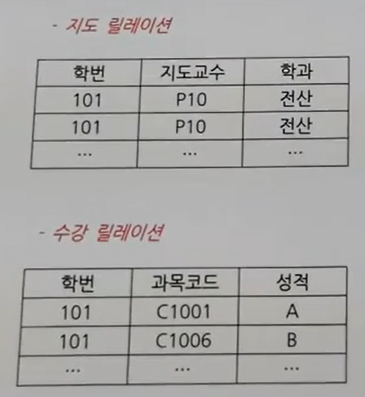 - 지도 릴레이션
학번 지도교수 학과
101 P10 전산
101 P10 전산
... ... ...
- 수강 릴레이션
학번 과목코드 성적
101 C1001 A
101 C1006 B
... ... ...